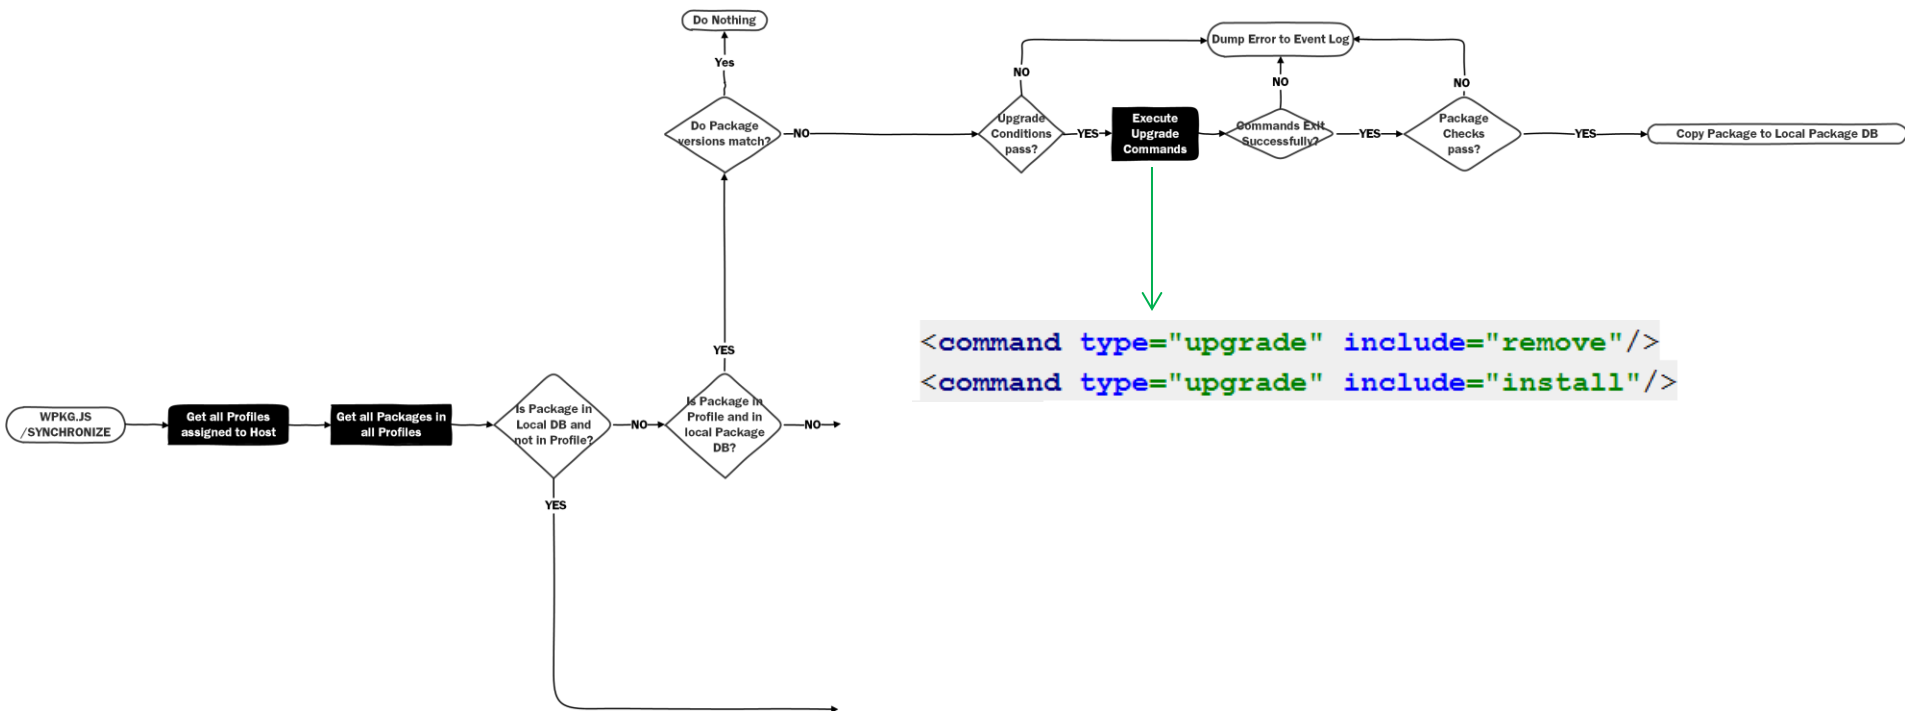 Do Nothing
Yes
Do Package
versions match?
NO
Dump Error to Event Log
NO
NO
NO
Upgrade
Conditions
pass?
YES
Execute
Upgrade
Commands
Commands Exit
Successfully?
YES
Package
Checks
pass?
YES
Copy Package to Local Package DB
<command type="upgrade" include="remove"/>
<command type="upgrade" include="install"/>
YES
WPKG.JS
/SYNCHRONIZE
Get all Profiles
assigned to Host
Get all Packages in
all Profiles
Is Package in
Local DB and
not in Profile?
NO
Is Package in
Profile and in
local Package
DB?
NO
YES